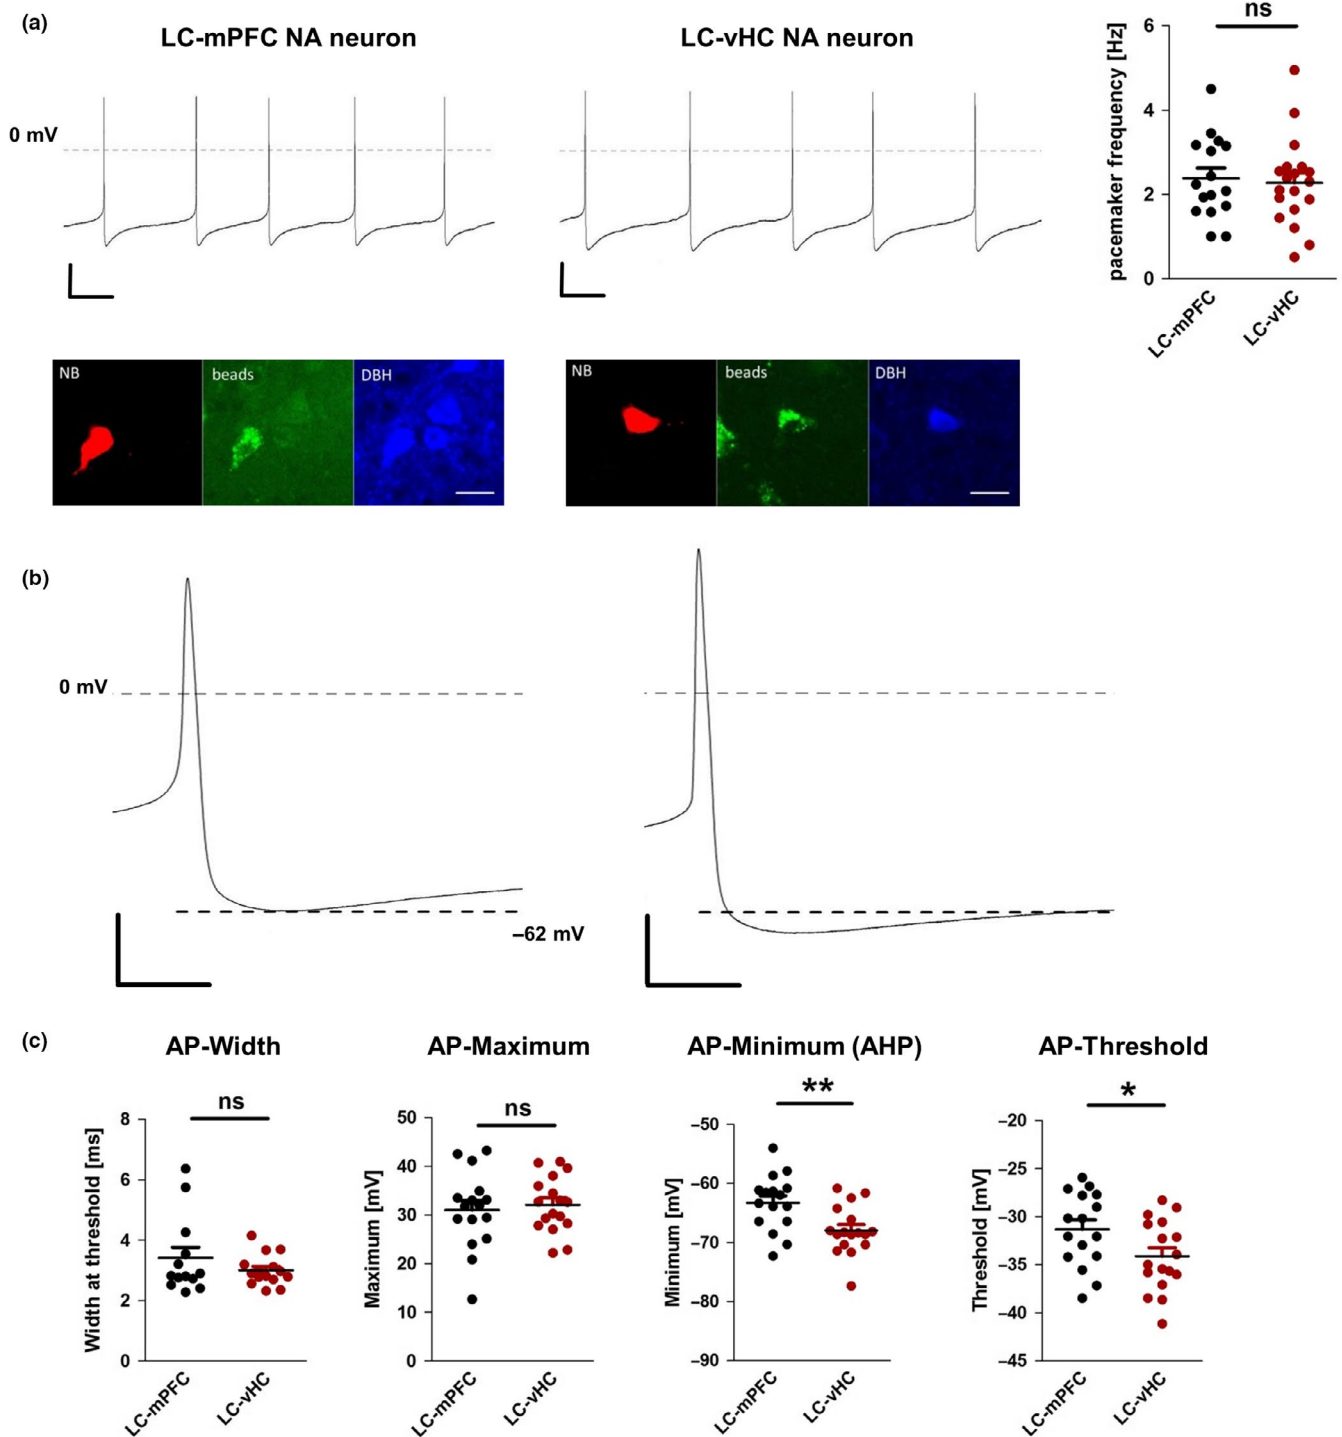 (a)
LC-mPFC NA neuron
LC-vHC NA neuron
0 mV
ns
pacemaker frequency [Hz]
6
4
2
0
LC-mPFC
LC-vHC
NB
beads
DBH
NB
beads
DBH
(b)
0 mV
–62 mV
(c)
AP-Width
ns
Width at threshold [ms]
8
6
4
2
0
LC-mPFC
LC-vHC
AP-Maximum
ns
Maximum [mV]
50
40
30
20
10
0
LC-mPFC
LC-vHC
AP-Minimum (AHP)
**
Minimum [mV]
–50
–60
–70
–80
–90
LC-mPFC
LC-vHC
AP-Threshold
*
Threshold [mV]
–20
–25
–30
–35
–40
–45
LC-mPFC
LC-vHC